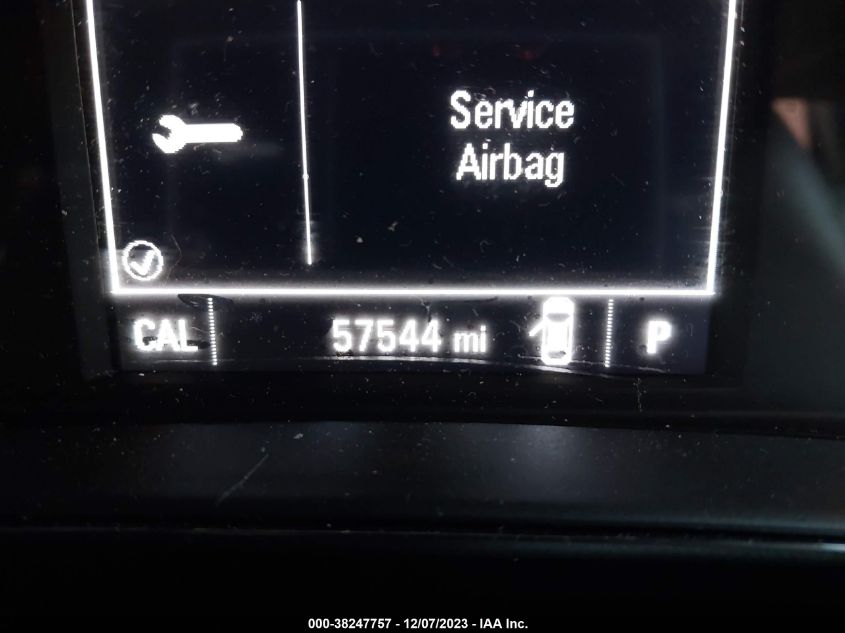 Service
Airbag
CAL 57544 mi P
000-38247757 - 12/07/2023 - IAA Inc.